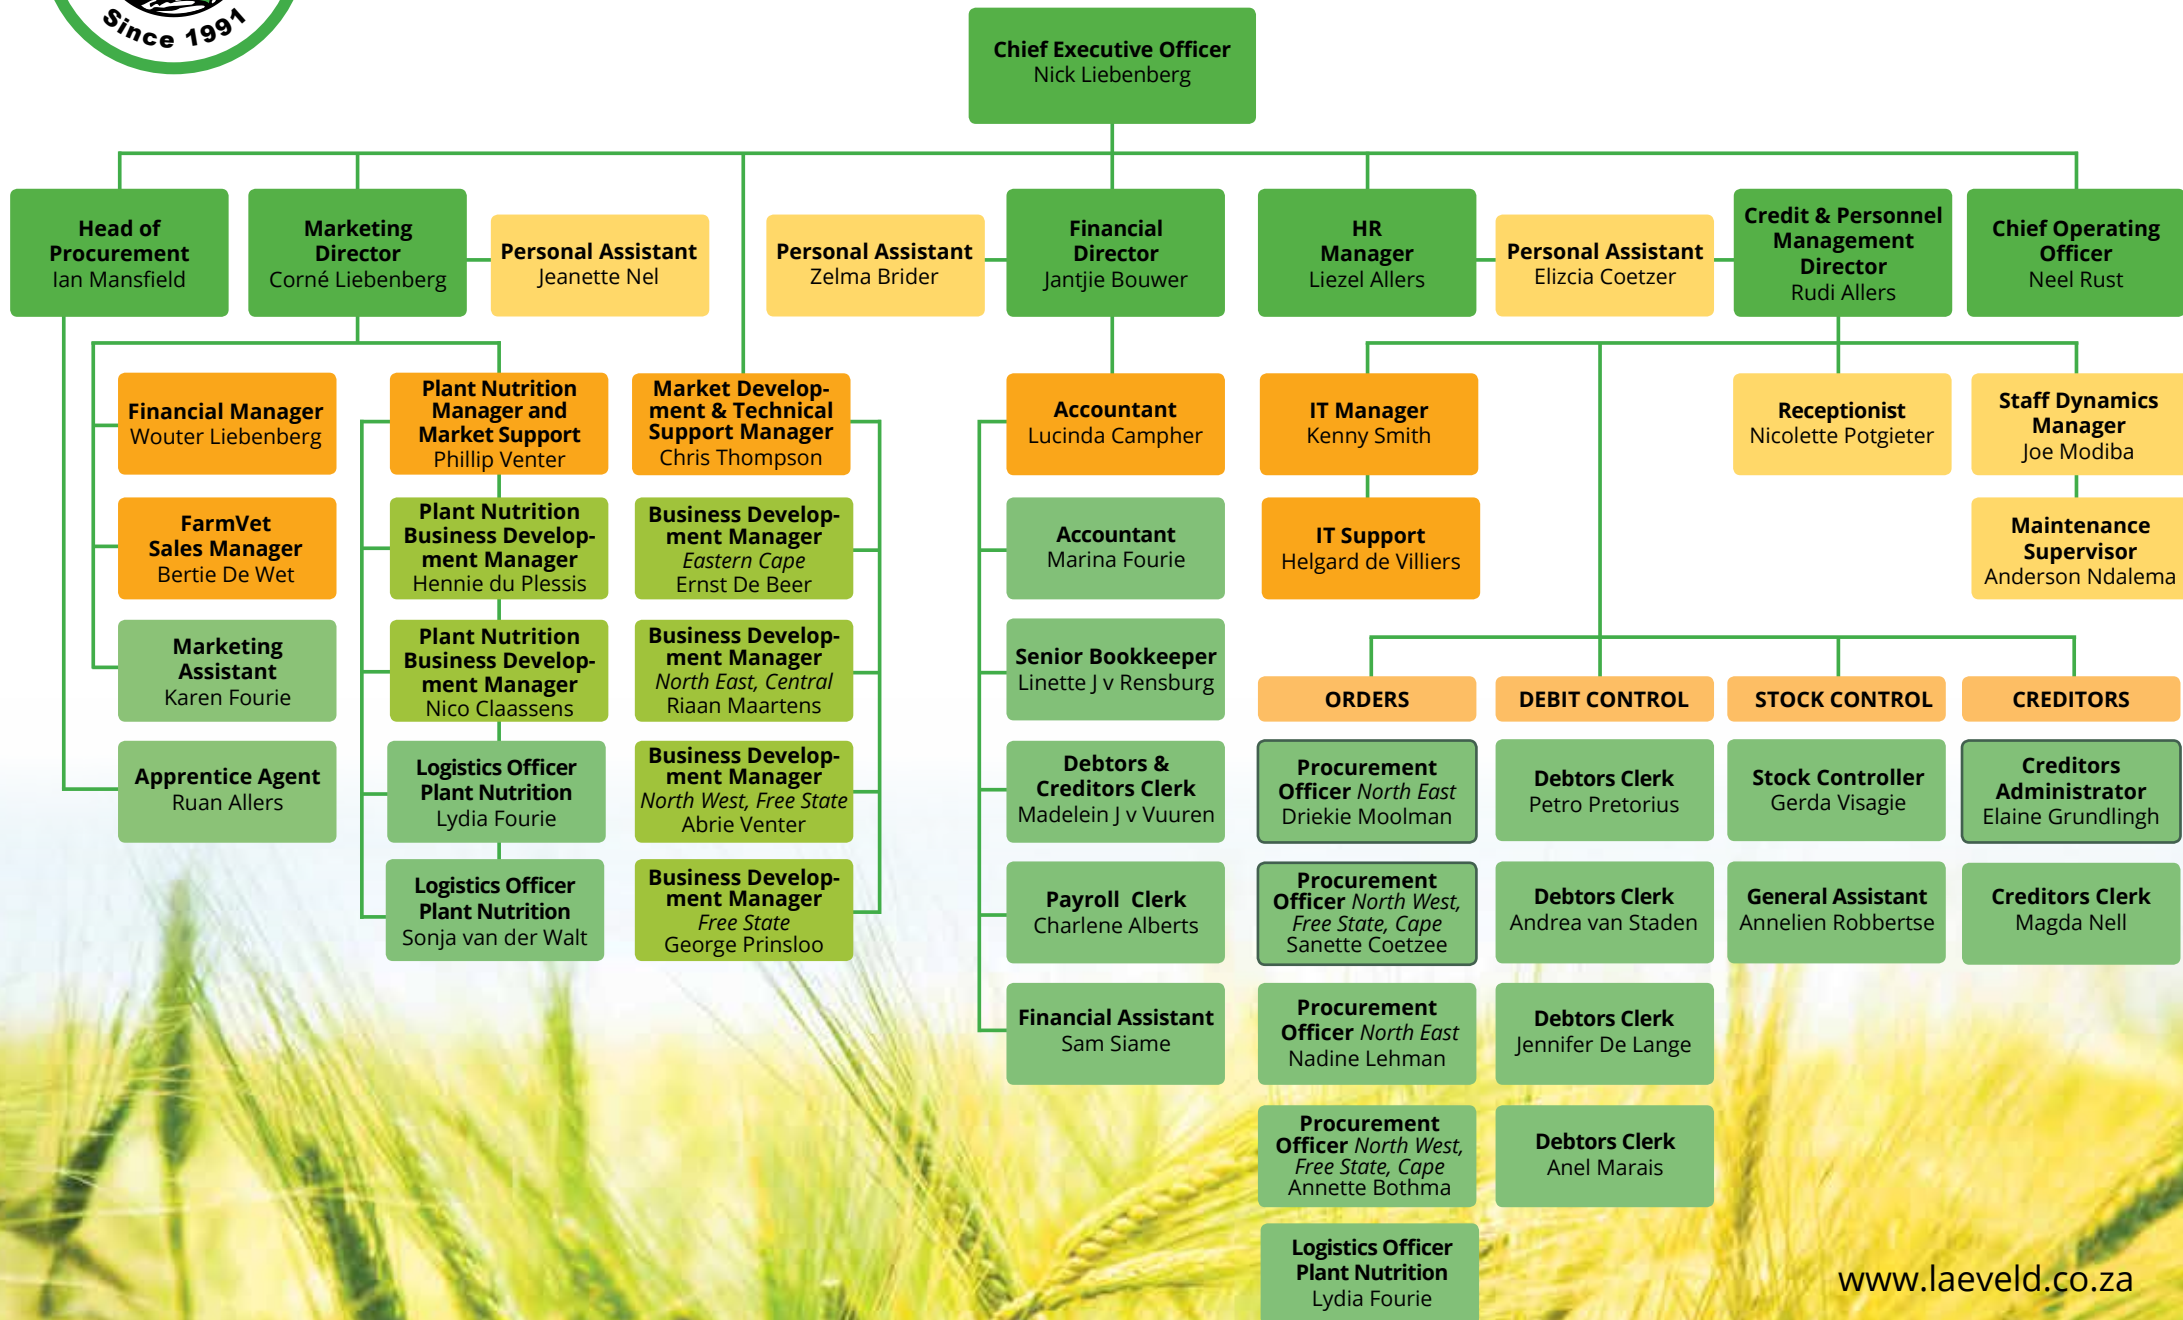 Since 1991
Chief Executive Officer
Nick Liebenberg
Head of
Procurement
Ian Mansfield
Marketing
Director
Corné Liebenberg
Personal Assistant
Jeanette Nel
Personal Assistant
Zelma Brider
Financial
Director
Jantjie Bouwer
HR
Manager
Liezel Allers
Personal Assistant
Elizcia Coetzer
Credit & Personnel
Management
Director
Rudi Allers
Chief Operating
Officer
Neel Rust
Financial Manager
Wouter Liebenberg
FarmVet
Sales Manager
Bertie De Wet
Marketing
Assistant
Karen Fourie
Apprentice Agent
Ruan Allers
Plant Nutrition
Manager and
Market Support
Phillip Venter
Plant Nutrition
Business Develop-
ment Manager
Hennie du Plessis
Plant Nutrition
Business Develop-
ment Manager
Nico Claassens
Logistics Officer
Plant Nutrition
Lydia Fourie
Logistics Officer
Plant Nutrition
Sonja van der Walt
Market Develop-
ment & Technical
Support Manager
Chris Thompson
Business Develop-
ment Manager
Eastern Cape
Ernst De Beer
Business Develop-
ment Manager
North East, Central
Riaan Maartens
Business Develop-
ment Manager
North West, Free State
Abrie Venter
Business Develop-
ment Manager
Free State
George Prinsloo
Accountant
Lucinda Campher
Accountant
Marina Fourie
Senior Bookkeeper
Linette J v Rensburg
Debtors &
Creditors Clerk
Madelein J v Vuuren
Payroll Clerk
Charlene Alberts
Financial Assistant
Sam Siame
IT Manager
Kenny Smith
IT Support
Helgard de Villiers
Receptionist
Nicolette Potgieter
Staff Dynamics
Manager
Joe Modiba
Maintenance
Supervisor
Anderson Ndalema
ORDERS
Procurement
Officer North East
Driekie Moolman
Procurement
Officer North West,
Free State, Cape
Sanette Coetzee
Procurement
Officer North East
Nadine Lehman
Procurement
Officer North West,
Free State, Cape
Annette Bothma
Logistics Officer
Plant Nutrition
Lydia Fourie
DEBIT CONTROL
Debtors Clerk
Petro Pretorius
Debtors Clerk
Andrea van Staden
Debtors Clerk
Jennifer De Lange
Debtors Clerk
Anel Marais
STOCK CONTROL
Stock Controller
Gerda Visagie
General Assistant
Annelien Robbertse
CREDITORS
Creditors
Administrator
Elaine Grundlingh
Creditors Clerk
Magda Nell
www.laeveld.co.za